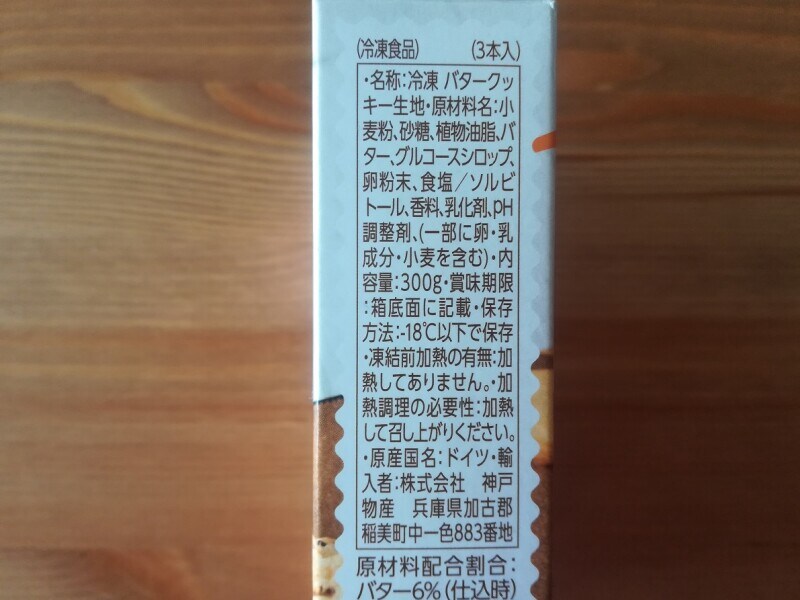 (冷凍食品) (3本入)
・名称:冷凍 バタークッ
キー生地・原材料名:小
麦粉、砂糖、植物油脂、バ
ター、グルコースシロップ、
卵粉末、食塩/ソルビ
トール、香料、乳化剤、pH
調整剤、(一部に卵・乳
成分・小麦を含む)・内
容量:300g・賞味期限
:箱底面に記載・保存
方法:-18℃以下で保存
・凍結前加熱の有無:加
熱してありません。・加
熱調理の必要性:加熱
して召し上がりください。
・原産国名:ドイツ・輸
入者:株式会社 神戸
物産 兵庫県加古郡
稲美町中一色883番地
原材料配合割合:
バター6%(仕込時)